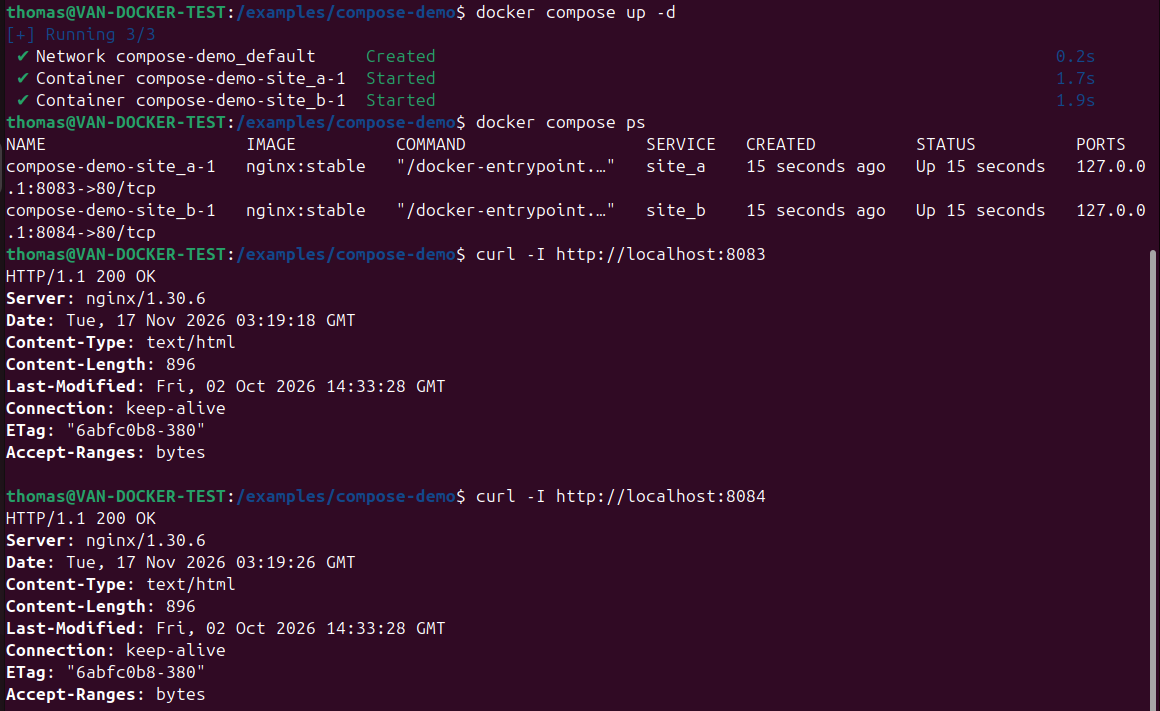 thomas@VAN-DOCKER-TEST:/examples/compose-demo$ docker compose up -d
[+] Running 3/3
✔ Network compose-demo_default Created 0.2s
✔ Container compose-demo-site_a-1 Started 1.7s
✔ Container compose-demo-site_b-1 Started 1.9s
thomas@VAN-DOCKER-TEST:/examples/compose-demo$ docker compose ps
NAME IMAGE COMMAND SERVICE CREATED STATUS PORTS
compose-demo-site_a-1 nginx:stable "/docker-entrypoint.…" site_a 15 seconds ago Up 15 seconds 127.0.0
.1:8083->80/tcp
compose-demo-site_b-1 nginx:stable "/docker-entrypoint.…" site_b 15 seconds ago Up 15 seconds 127.0.0
.1:8084->80/tcp
thomas@VAN-DOCKER-TEST:/examples/compose-demo$ curl -I http://localhost:8083
HTTP/1.1 200 OK
Server: nginx/1.30.6
Date: Tue, 17 Nov 2026 03:19:18 GMT
Content-Type: text/html
Content-Length: 896
Last-Modified: Fri, 02 Oct 2026 14:33:28 GMT
Connection: keep-alive
ETag: "6abfc0b8-380"
Accept-Ranges: bytes

thomas@VAN-DOCKER-TEST:/examples/compose-demo$ curl -I http://localhost:8084
HTTP/1.1 200 OK
Server: nginx/1.30.6
Date: Tue, 17 Nov 2026 03:19:26 GMT
Content-Type: text/html
Content-Length: 896
Last-Modified: Fri, 02 Oct 2026 14:33:28 GMT
Connection: keep-alive
ETag: "6abfc0b8-380"
Accept-Ranges: bytes